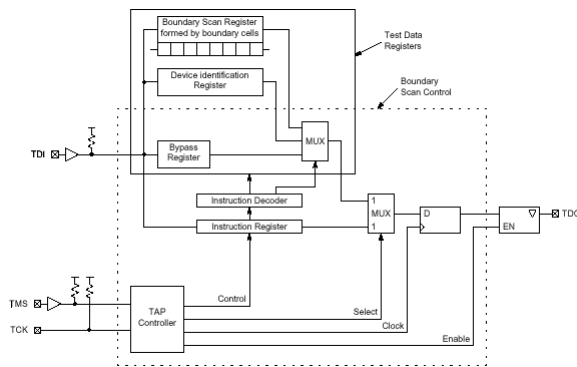 Boundary Scan Register
formed by boundary cells
Test Data
Registers
Device identification
Register
Boundary
Scan Control
TDI
Bypass
Register
MUX
Instruction Decoder
1
MUX
1
D
TDO
EN
Instruction Register
TMS
TCK
TAP
Controller
Control
Select
Clock
Enable